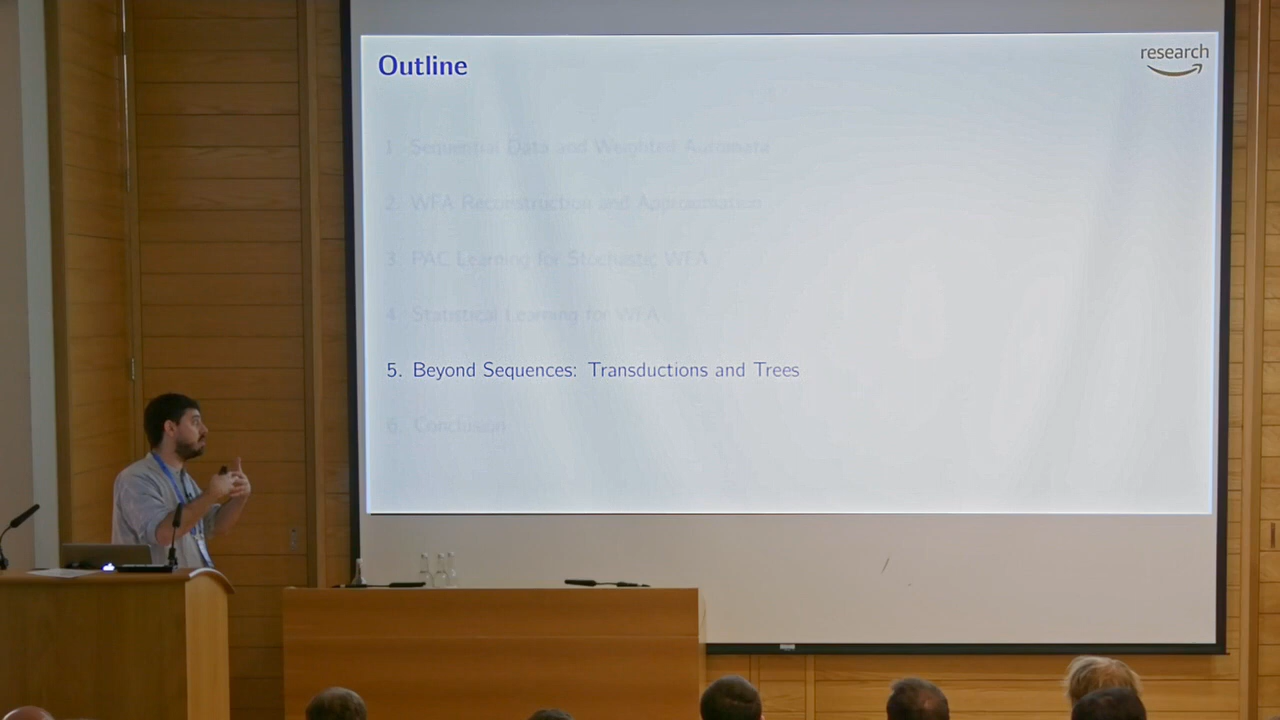 Outline
research
1. Sequential Data and Weighted Automata
2. WFA Reconstruction and Approximation
3. PAC Learning for Stochastic WFA
4. Statistical Learning for WFA
5. Beyond Sequences: Transductions and Trees
6. Conclusion